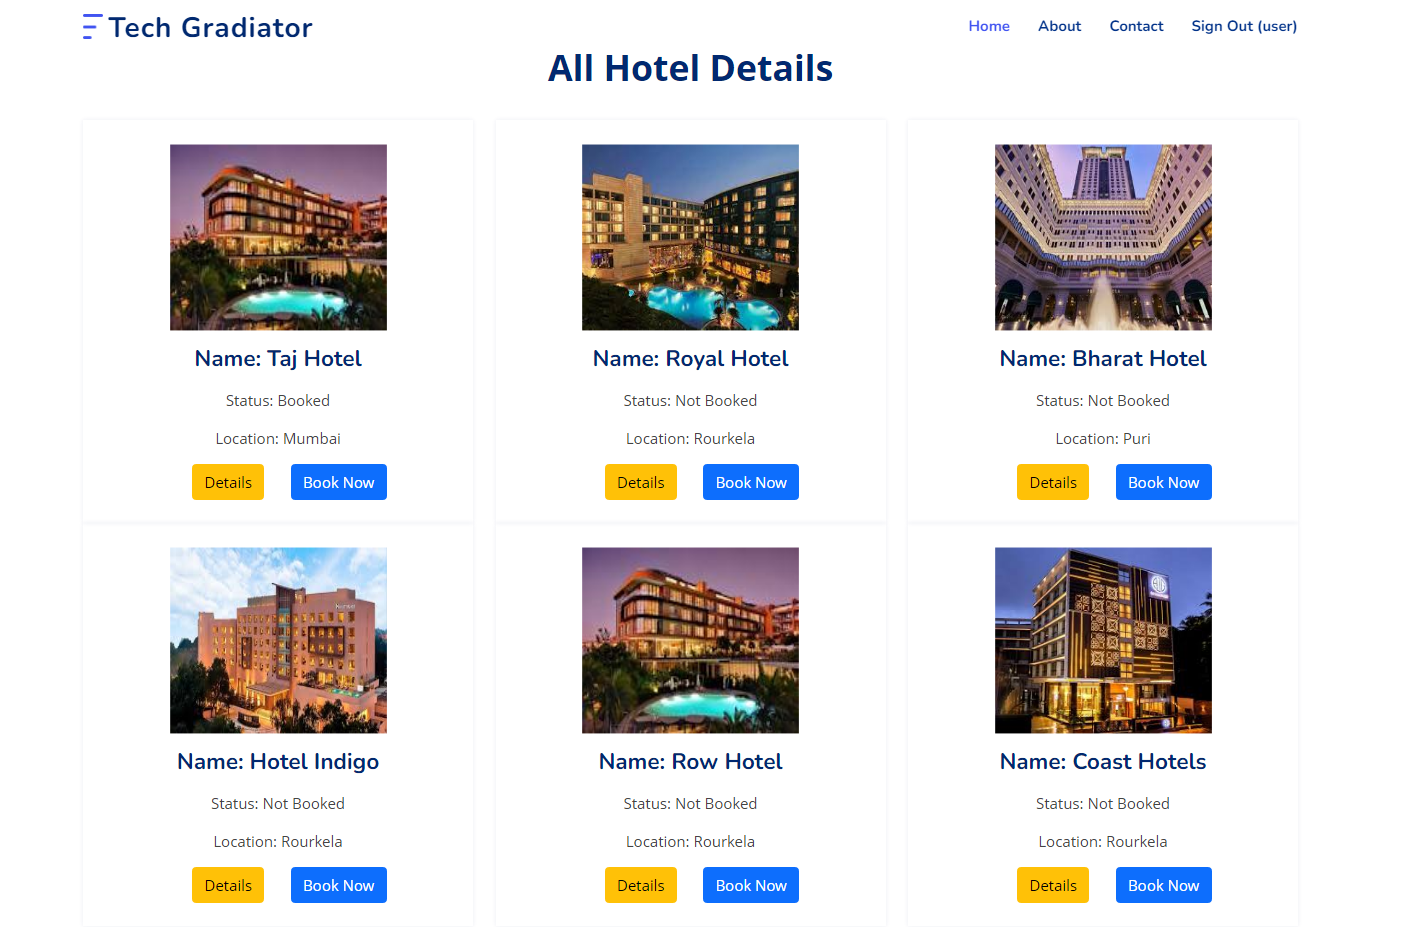 Tech Gradiator
Home About Contact Sign Out (user)
All Hotel Details
Name: Taj Hotel
Status: Booked
Location: Mumbai
Details Book Now
Name: Royal Hotel
Status: Not Booked
Location: Rourkela
Details Book Now
Name: Bharat Hotel
Status: Not Booked
Location: Puri
Details Book Now
Name: Hotel Indigo
Status: Not Booked
Location: Rourkela
Details Book Now
Name: Row Hotel
Status: Not Booked
Location: Rourkela
Details Book Now
Name: Coast Hotels
Status: Not Booked
Location: Rourkela
Details Book Now